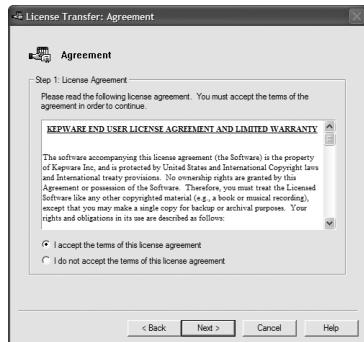 License Transfer: Agreement
Agreement
Step 1: License Agreement
Please read the following license agreement. You must accept the terms of the
agreement in order to continue.
KEPWARE END USER LICENSE AGREEMENT AND LIMITED WARRANTY
The software accompanying this license agreement (the Software) is the property
of Kepware Inc, and is protected by United States and International Copyright laws
and International treaty provisions. No ownership rights are granted by this
Agreement or possession of the Software. Therefore, you must treat the Licensed
Software like any other copyrighted material (e.g., a book or musical recording),
except that you may make a single copy for backup or archival purposes. Your
rights and obligations in its use are described as follows:
I accept the terms of this license agreement
I do not accept the terms of this license agreement
< Back Next > Cancel Help